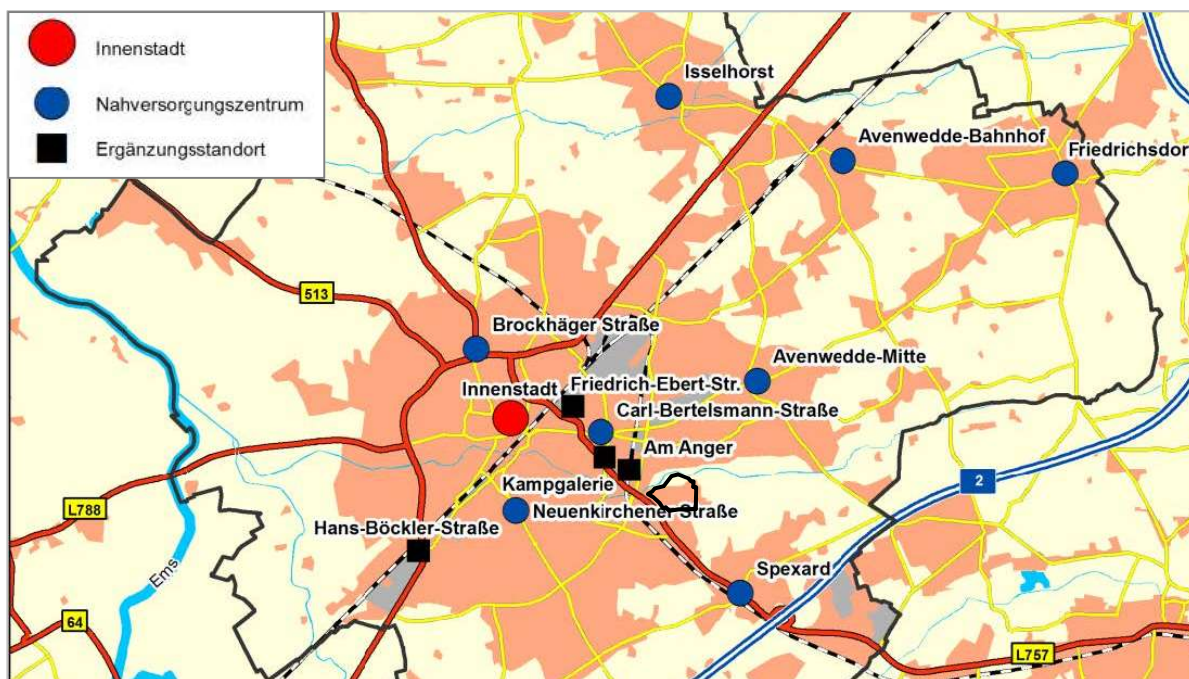 Innenstadt
Nahversorgungszentrum
Ergänzungsstandort
Isselhorst
Avenwedde-Bahnhof
Friedrichsdor
513
Brockhäger Straße
Avenwedde-Mitte
Innenstadt
Friedrich-Ebert-Str.
Carl-Bertelsmann-Straße
Am Anger
2
Kampgalerie
L788
Neuenkirchener Straße
Hans-Böckler-Straße
Ems
Spexard
64
L757